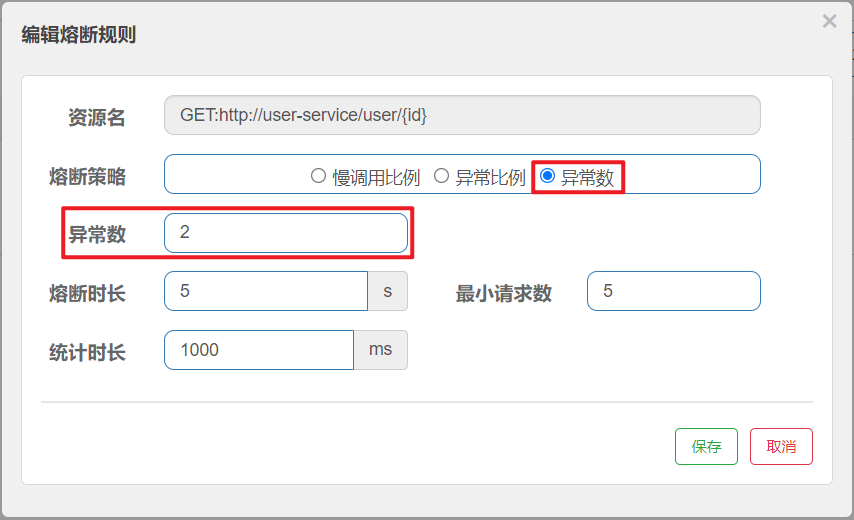 编辑熔断规则 ×
资源名 GET:http://user-service/user/{id}
熔断策略 慢调用比例 异常比例 异常数
异常数 2
熔断时长 5 s 最小请求数 5
统计时长 1000 ms
保存 取消